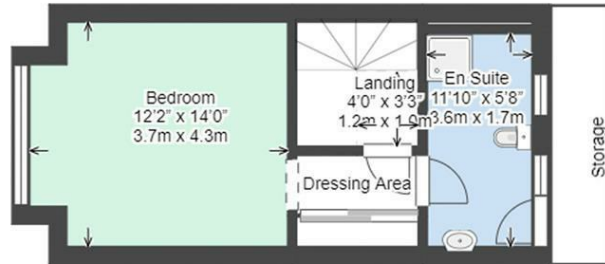 Bedroom
12'2" x 14'0"
3.7m x 4.3m
Landing
4'0" x 3'3"
1.2m x 1.0m
En Suite
11'10" x 5'8"
3.6m x 1.7m
Dressing Area
Storage